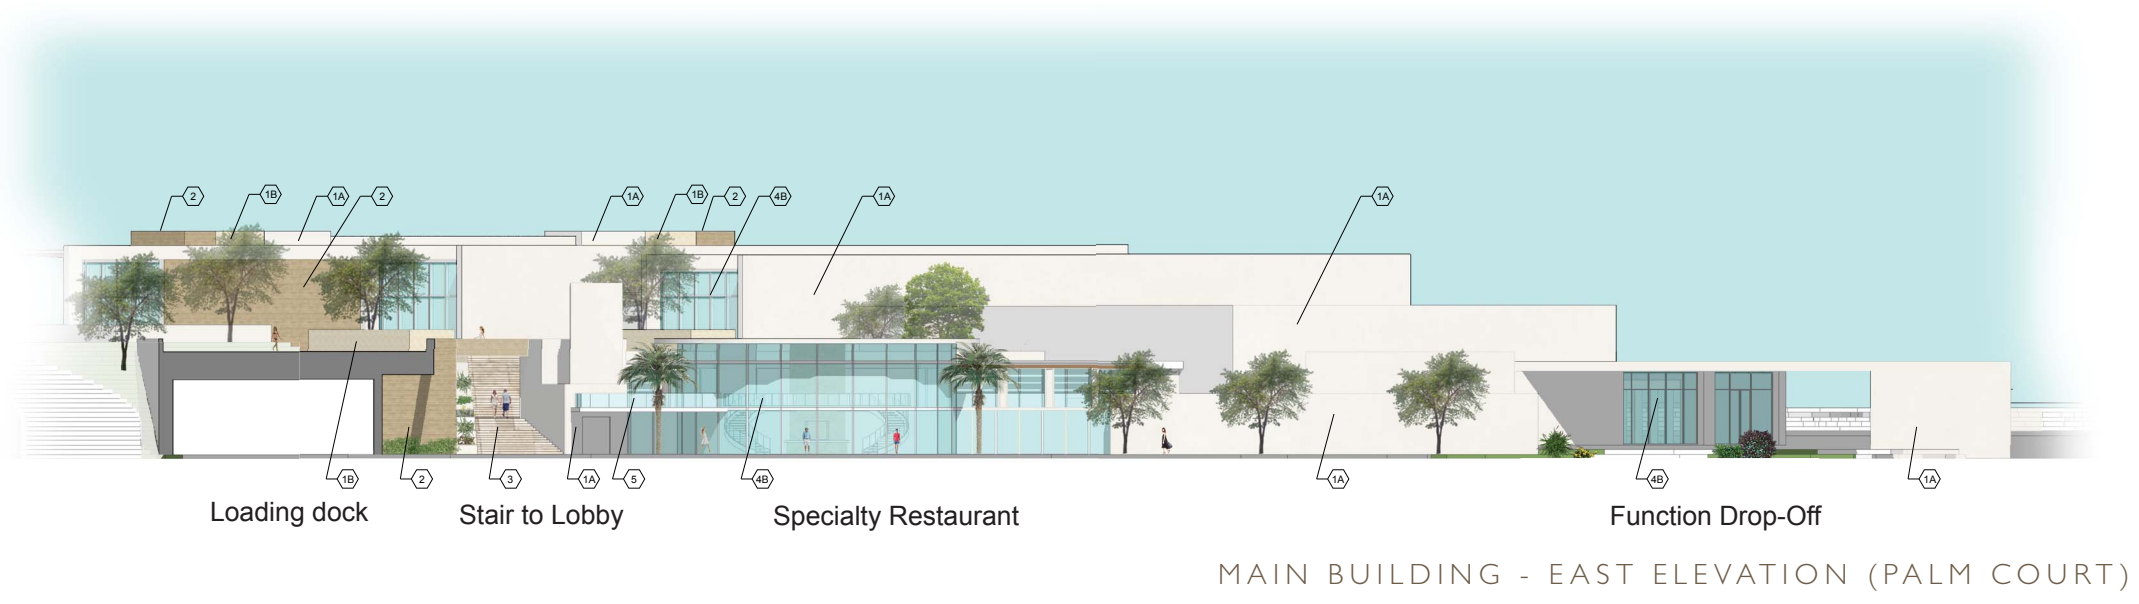 2 1B 1A 2 1A 1B 2 4B 1A 1A
1B 2 3 1A 5 4B 1A 4B 1A
Loading dock Stair to Lobby Specialty Restaurant Function Drop-Off
MAIN BUILDING - EAST ELEVATION (PALM COURT)